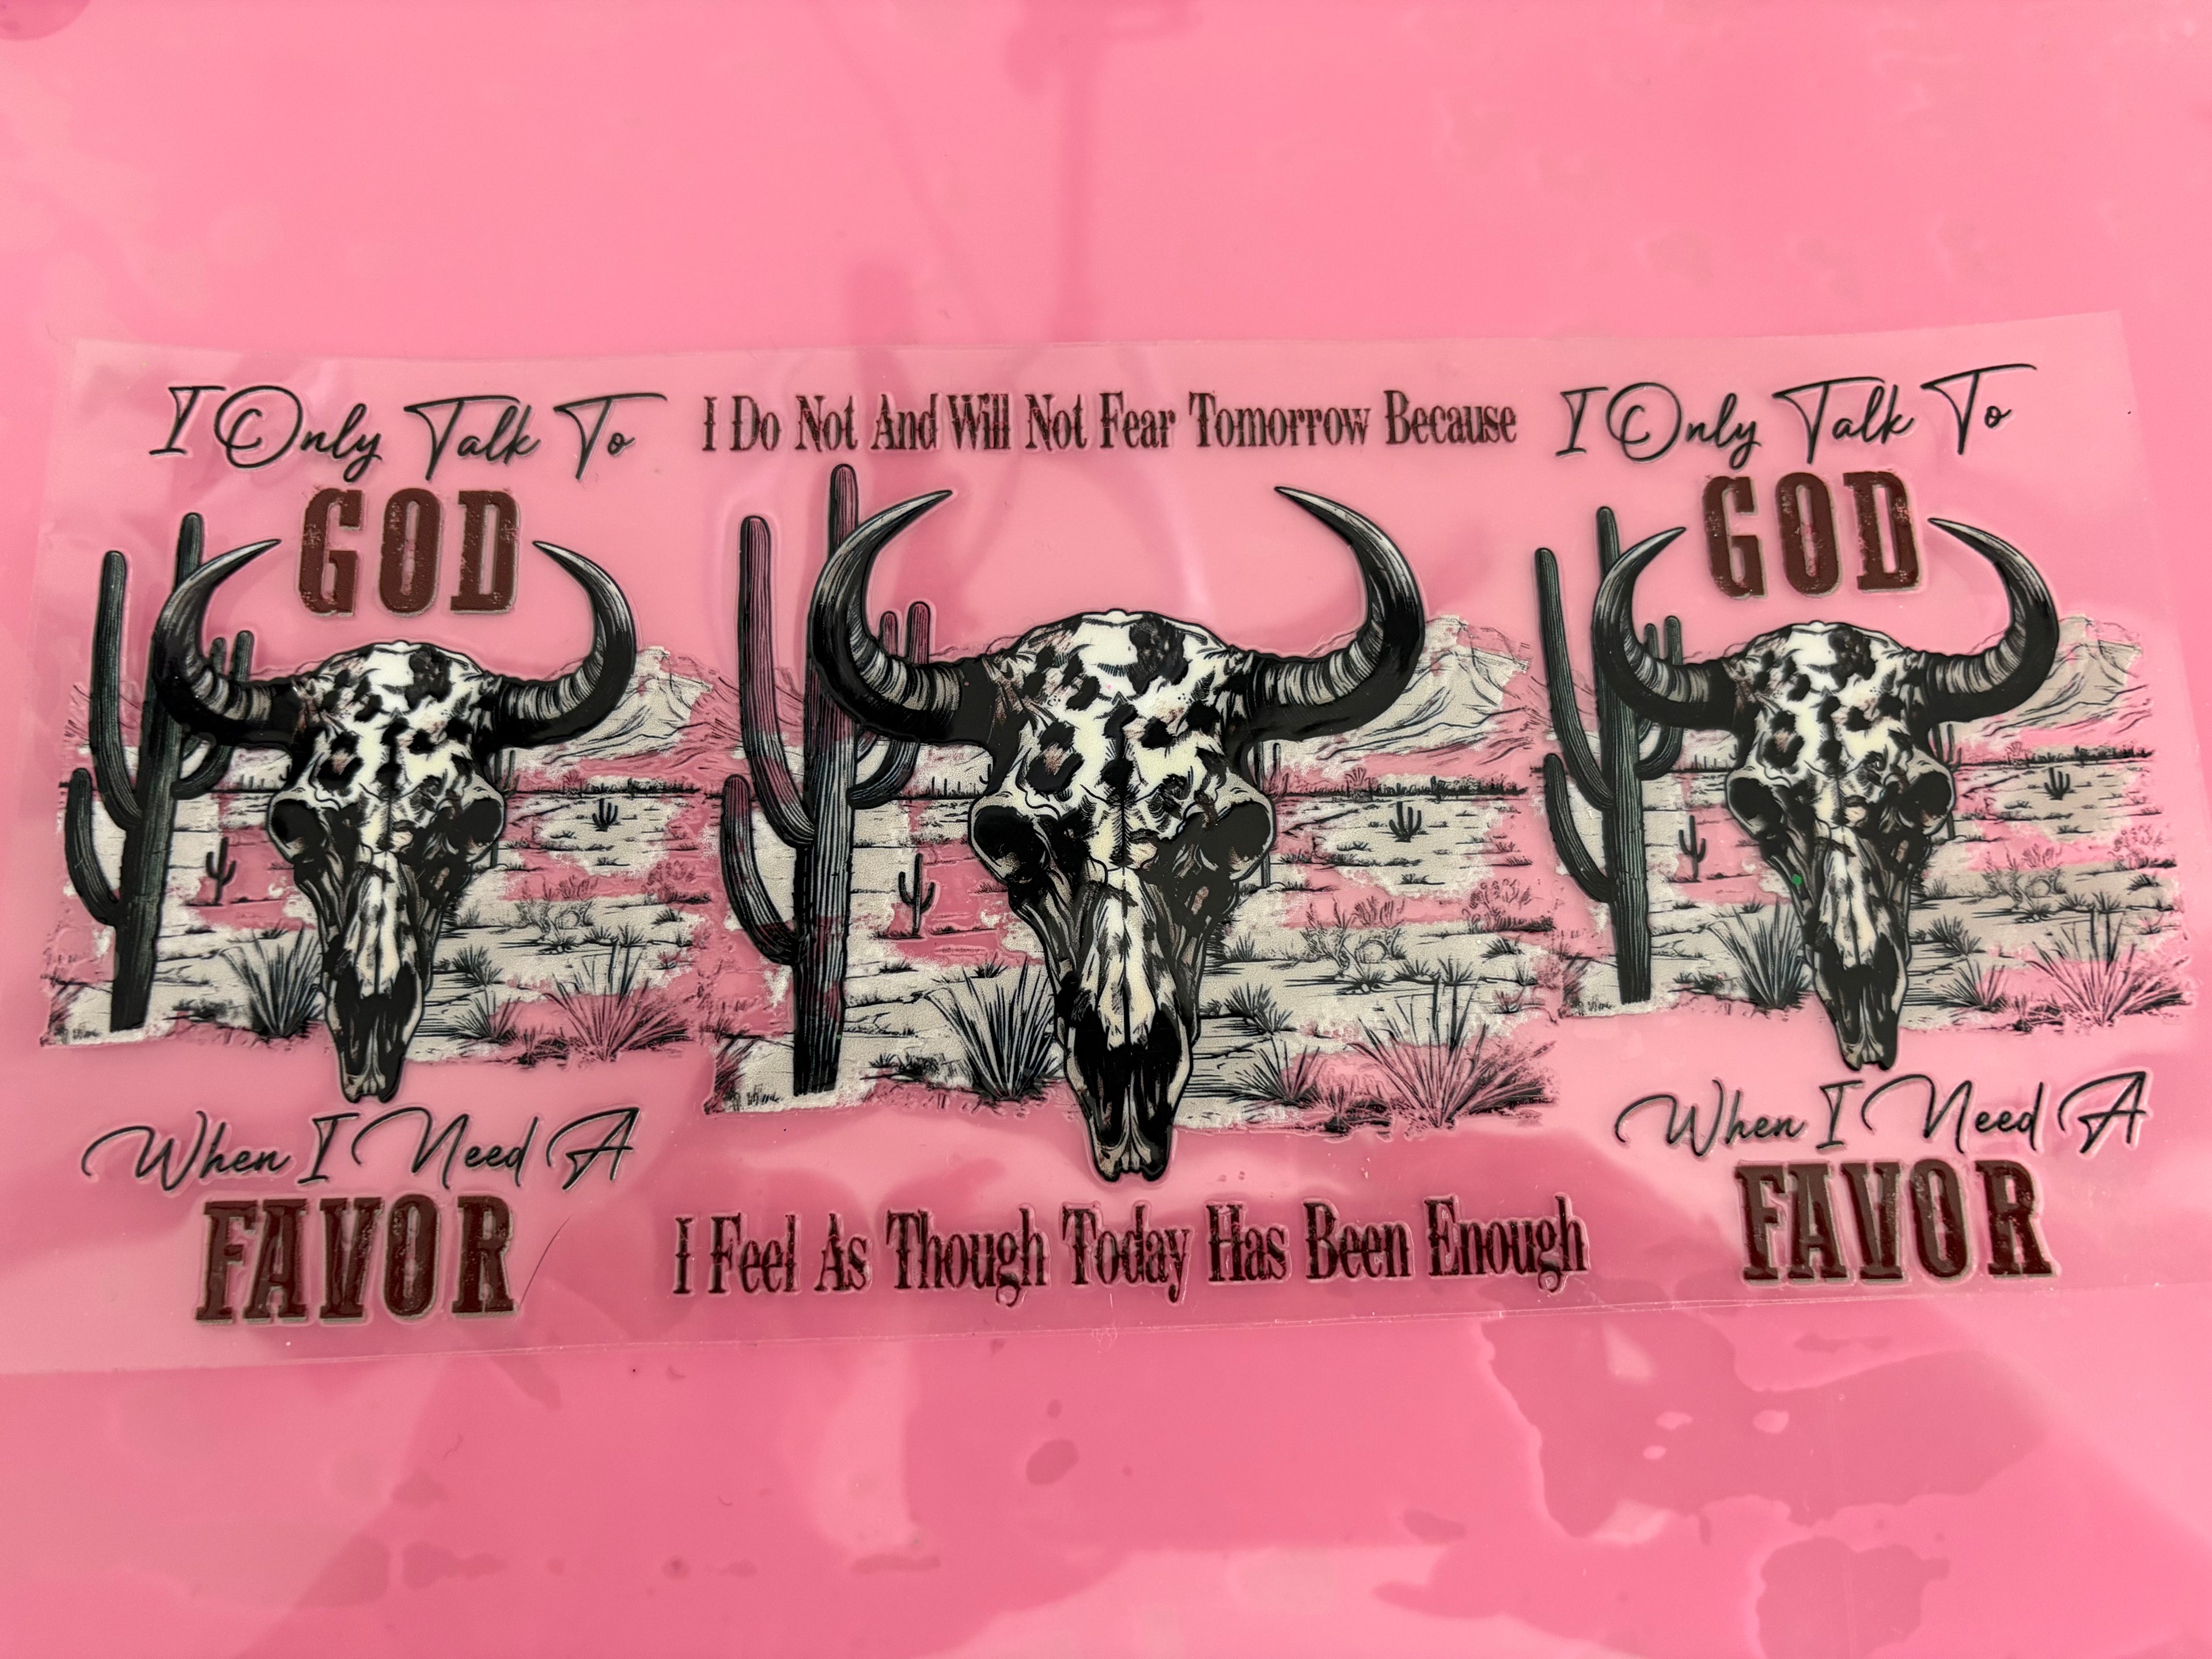 I Only Talk To
GOD
When I Need A
FAVOR
I Do Not And Will Not Fear Tomorrow Because
I Feel As Though Today Has Been Enough
I Only Talk To
GOD
When I Need A
FAVOR